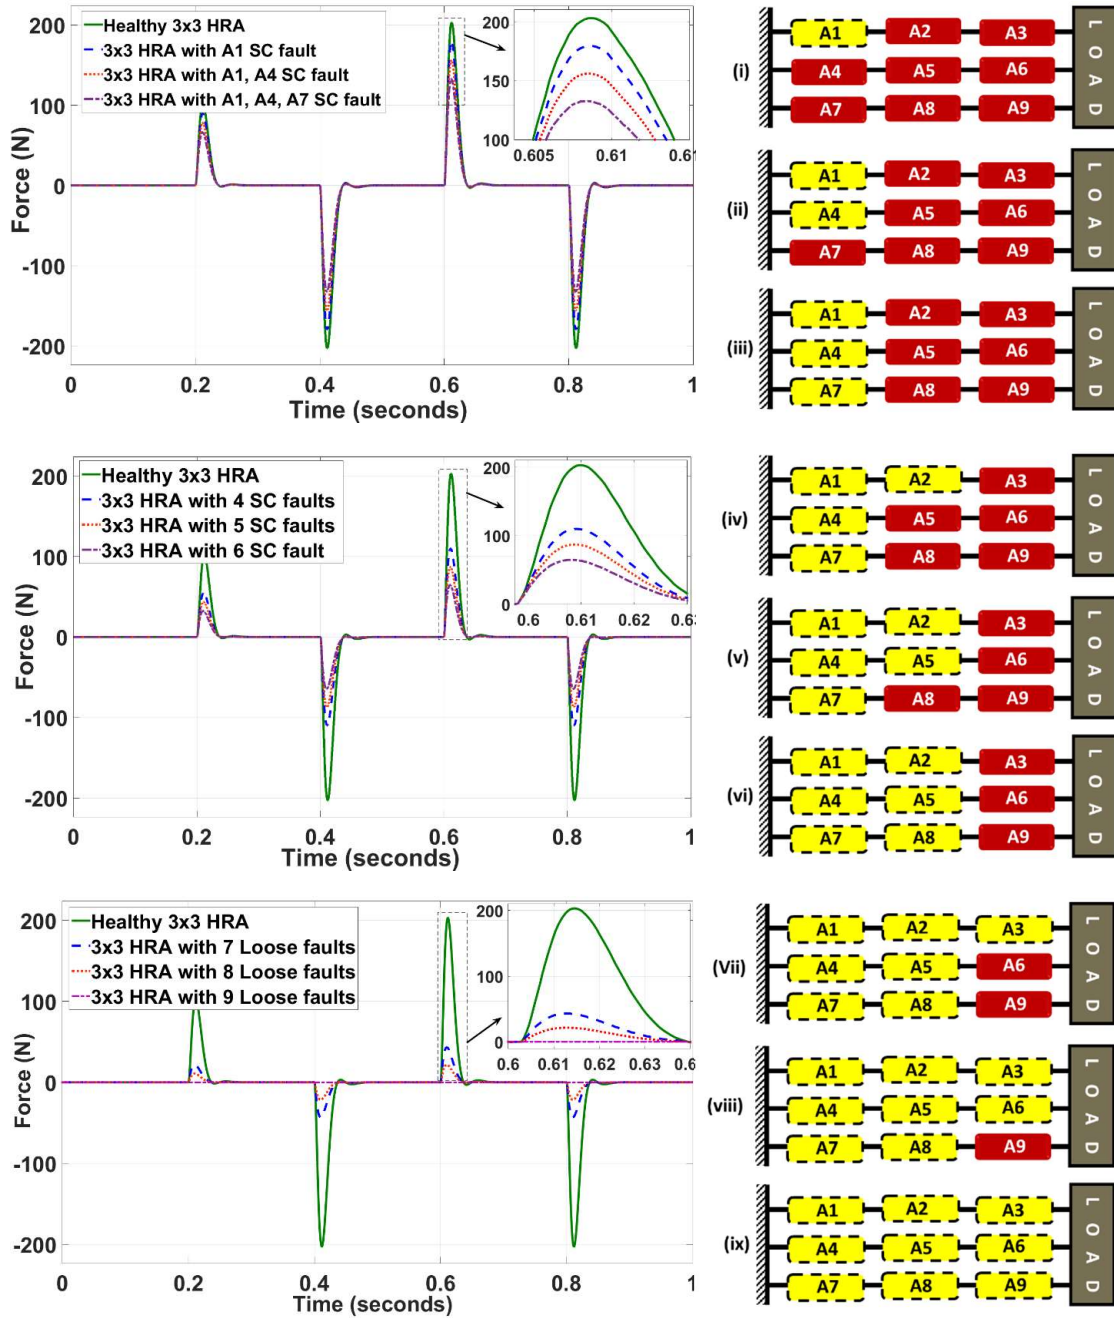 Healthy 3x3 HRA
3x3 HRA with A1 SC fault
3x3 HRA with A1, A4 SC fault
3x3 HRA with A1, A4, A7 SC fault
200
100
0
-100
-200
Force (N)
0 0.2 0.4 0.6 0.8 1
Time (seconds)
200
150
100
0.605 0.61 0.61
(i)
A1 A2 A3
A4 A5 A6
A7 A8 A9
LOAD
(ii)
A1 A2 A3
A4 A5 A6
A7 A8 A9
LOAD
(iii)
A1 A2 A3
A4 A5 A6
A7 A8 A9
LOAD
Healthy 3x3 HRA
3x3 HRA with 4 SC faults
3x3 HRA with 5 SC faults
3x3 HRA with 6 SC fault
200
100
0
-100
-200
Force (N)
0 0.2 0.4 0.6 0.8 1
Time (seconds)
200
100
0
0.6 0.61 0.62 0.63
(iv)
A1 A2 A3
A4 A5 A6
A7 A8 A9
LOAD
(v)
A1 A2 A3
A4 A5 A6
A7 A8 A9
LOAD
(vi)
A1 A2 A3
A4 A5 A6
A7 A8 A9
LOAD
Healthy 3x3 HRA
3x3 HRA with 7 Loose faults
3x3 HRA with 8 Loose faults
3x3 HRA with 9 Loose faults
200
100
0
-100
-200
Force (N)
0 0.2 0.4 0.6 0.8 1
Time (seconds)
200
100
0
0.6 0.61 0.62 0.63 0.6
(Vii)
A1 A2 A3
A4 A5 A6
A7 A8 A9
LOAD
(viii)
A1 A2 A3
A4 A5 A6
A7 A8 A9
LOAD
(ix)
A1 A2 A3
A4 A5 A6
A7 A8 A9
LOAD